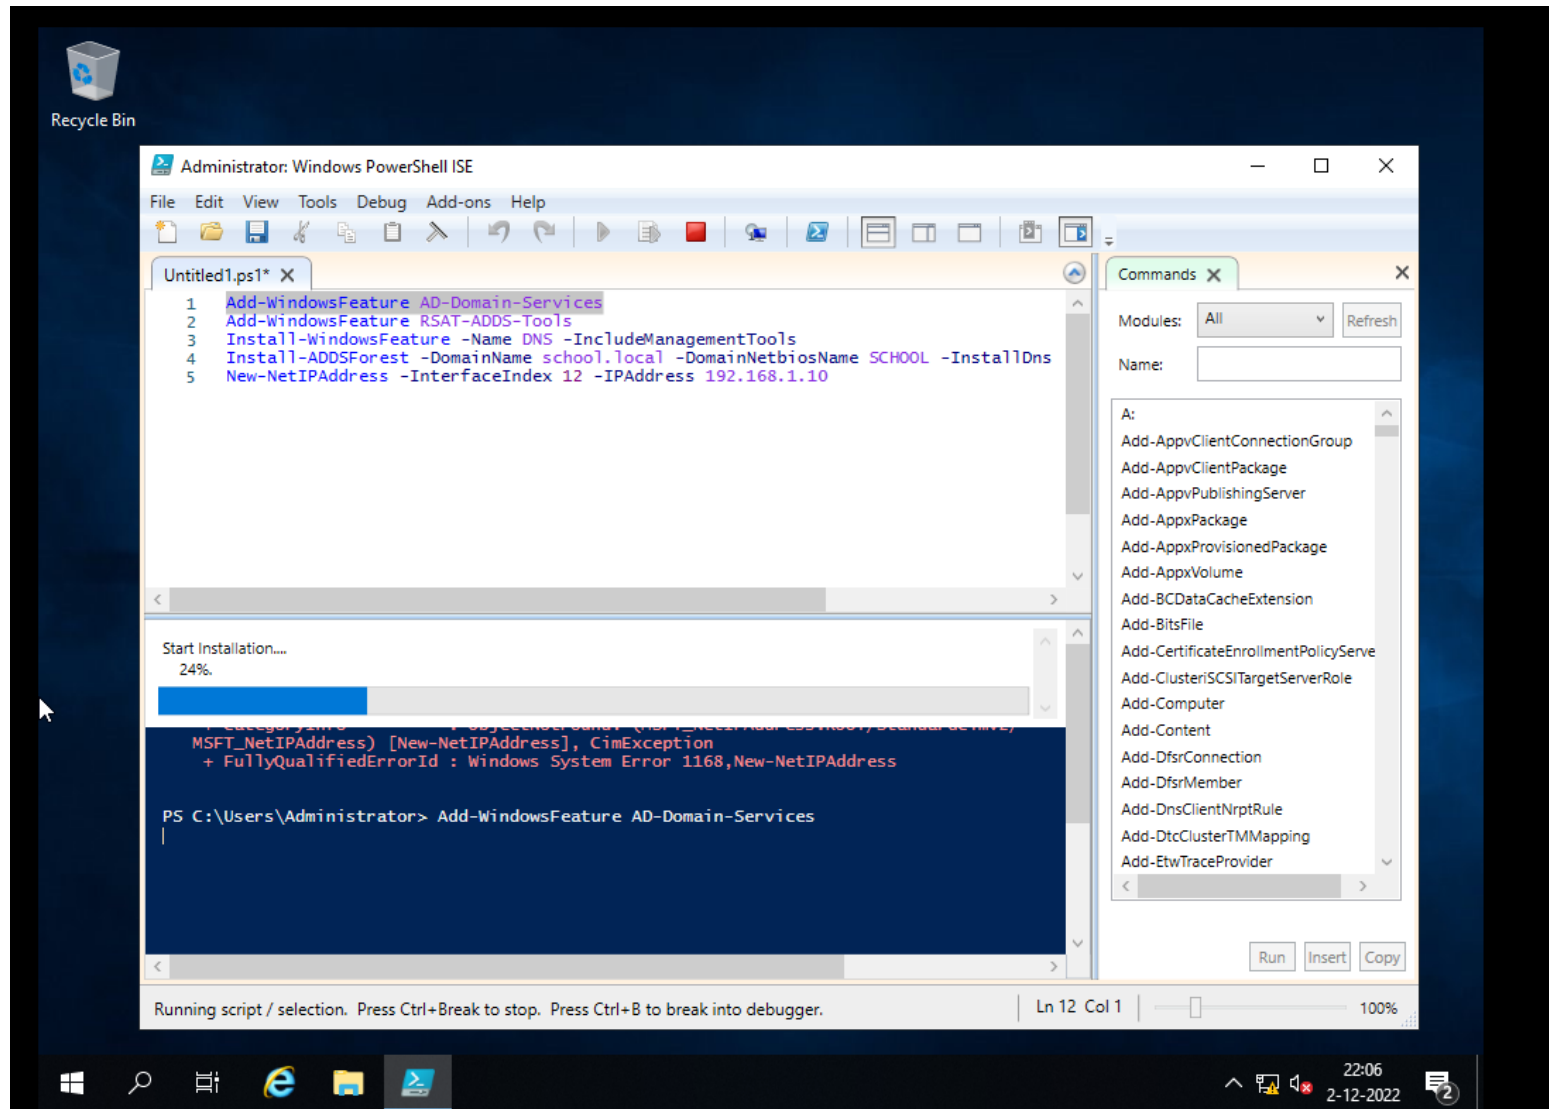 Recycle Bin
Administrator: Windows PowerShell ISE
File Edit View Tools Debug Add-ons Help
Untitled1.ps1*
1 Add-WindowsFeature AD-Domain-Services
2 Add-WindowsFeature RSAT-ADDS-Tools
3 Install-WindowsFeature -Name DNS -IncludeManagementTools
4 Install-ADDSForest -DomainName school.local -DomainNetbiosName SCHOOL -InstallDns
5 New-NetIPAddress -InterfaceIndex 12 -IPAddress 192.168.1.10
Start Installation....
24%.
MSFT_NetIPAddress) [New-NetIPAddress], CimException
+ FullyQualifiedErrorId : Windows System Error 1168,New-NetIPAddress
PS C:\Users\Administrator> Add-WindowsFeature AD-Domain-Services
Commands
Modules: All Refresh
Name:
A:
Add-AppvClientConnectionGroup
Add-AppvClientPackage
Add-AppvPublishingServer
Add-AppxPackage
Add-AppxProvisionedPackage
Add-AppxVolume
Add-BCDataCacheExtension
Add-BitsFile
Add-CertificateEnrollmentPolicyServe
Add-ClusteriSCSITargetServerRole
Add-Computer
Add-Content
Add-DfsrConnection
Add-DfsrMember
Add-DnsClientNrptRule
Add-DtcClusterTMMapping
Add-EtwTraceProvider
Run Insert Copy
Running script / selection. Press Ctrl+Break to stop. Press Ctrl+B to break into debugger.
Ln 12 Col 1
100%
22:06
2-12-2022
2